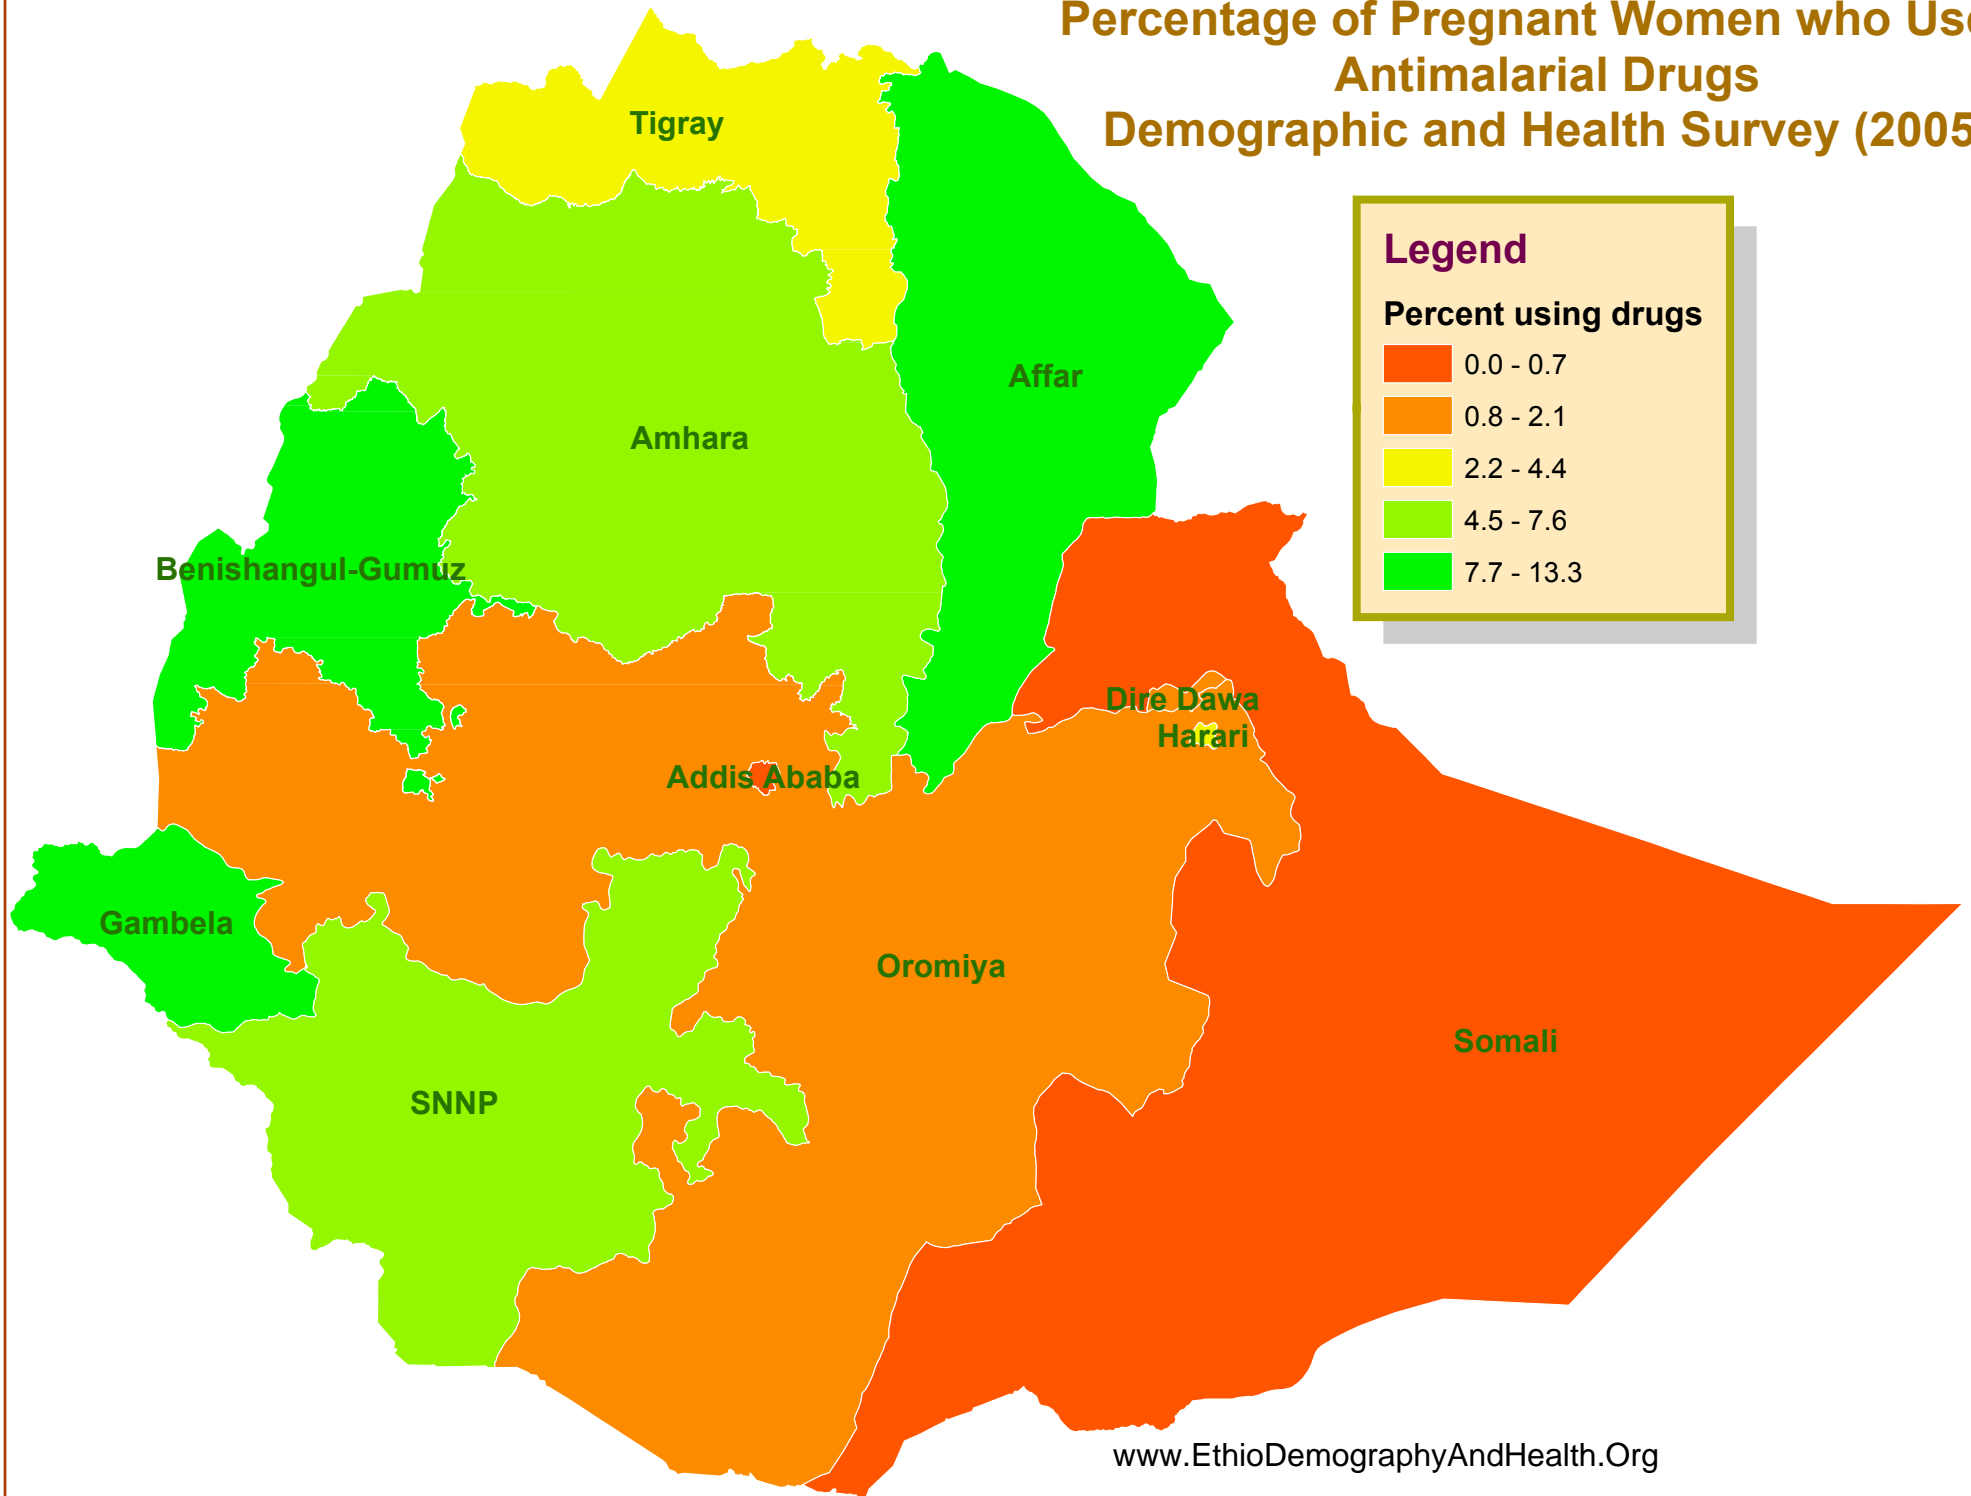 Percentage of Pregnant Women who Us
Antimalarial Drugs
Demographic and Health Survey (2005
Legend
Percent using drugs
0.0 - 0.7
0.8 - 2.1
2.2 - 4.4
4.5 - 7.6
7.7 - 13.3
Tigray
Affar
Amhara
Benishangul-Gumuz
Dire Dawa
Harari
Addis Ababa
Gambela
Oromiya
Somali
SNNP
www.EthioDemographyAndHealth.Org